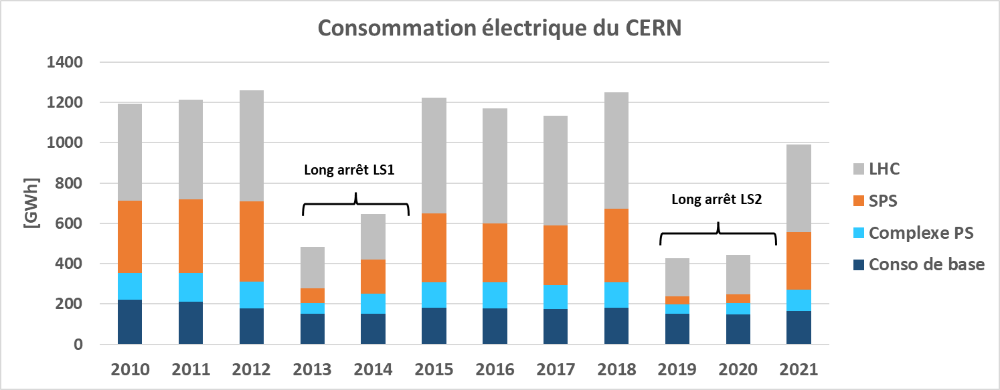 Consommation électrique du CERN
[GWh]
1400
1200
1000
800
600
400
200
0
Long arrêt LS1
Long arrêt LS2
2010 2011 2012 2013 2014 2015 2016 2017 2018 2019 2020 2021
LHC
SPS
Complexe PS
Conso de base